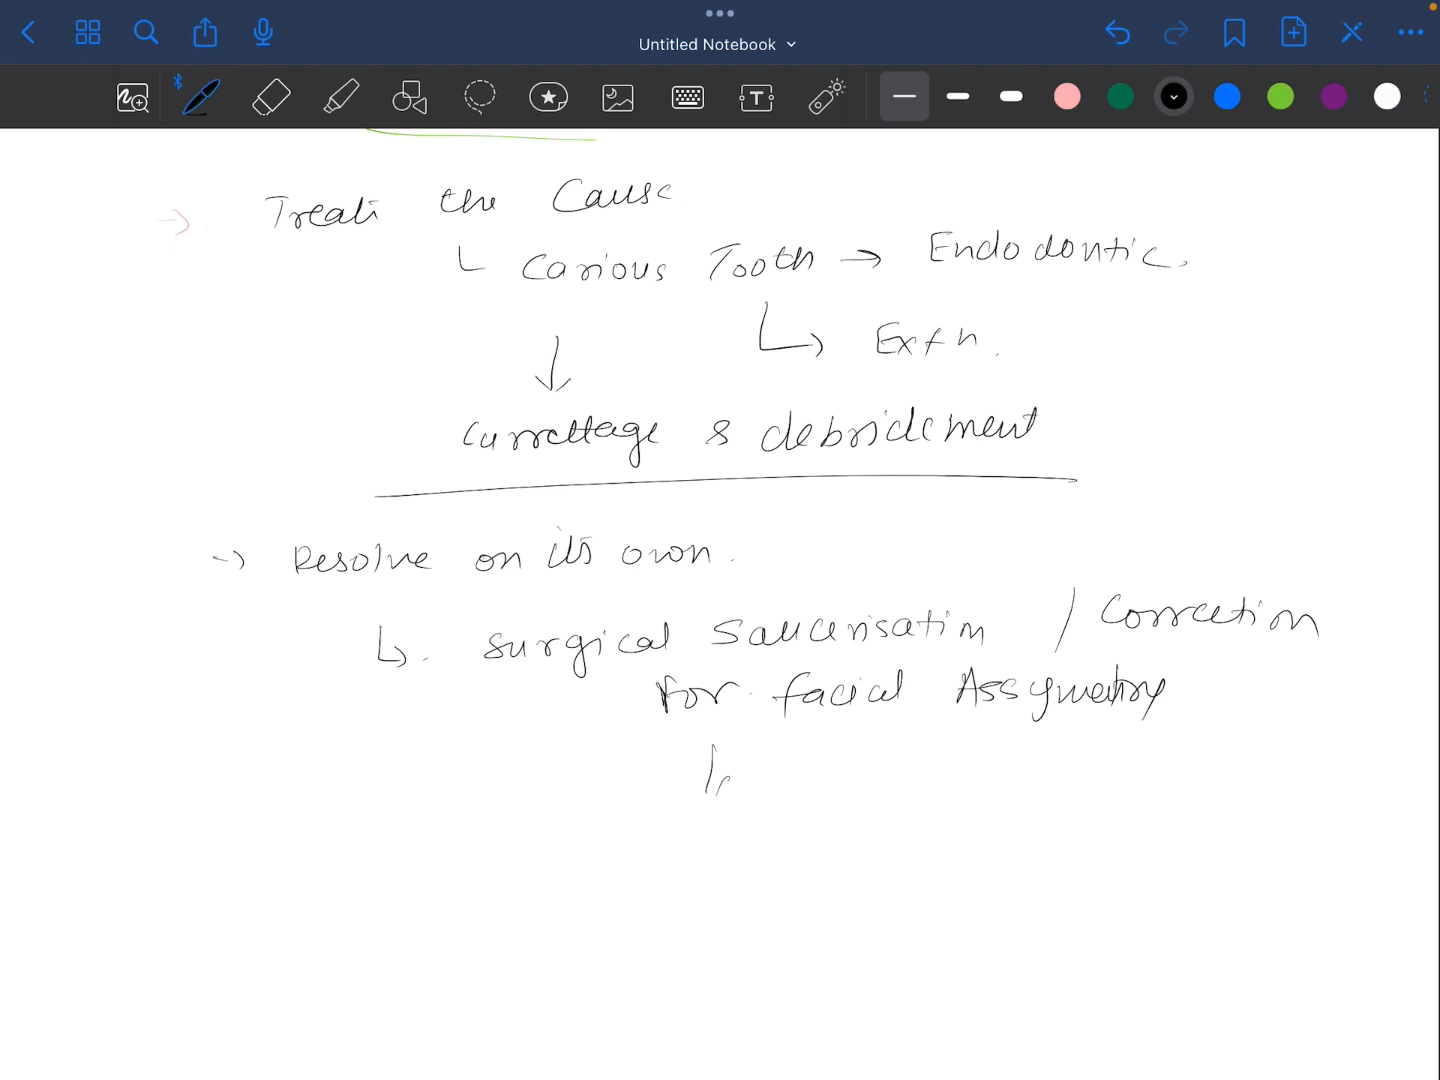 Untitled Notebook
→ Treat the Cause
└ Carious Tooth → Endodontic.
↳ Extn.
↓
Currettage & debridement
→ Resolve on its own.
↳. Surgical Saucerisation / Correction
For facial Assymetry